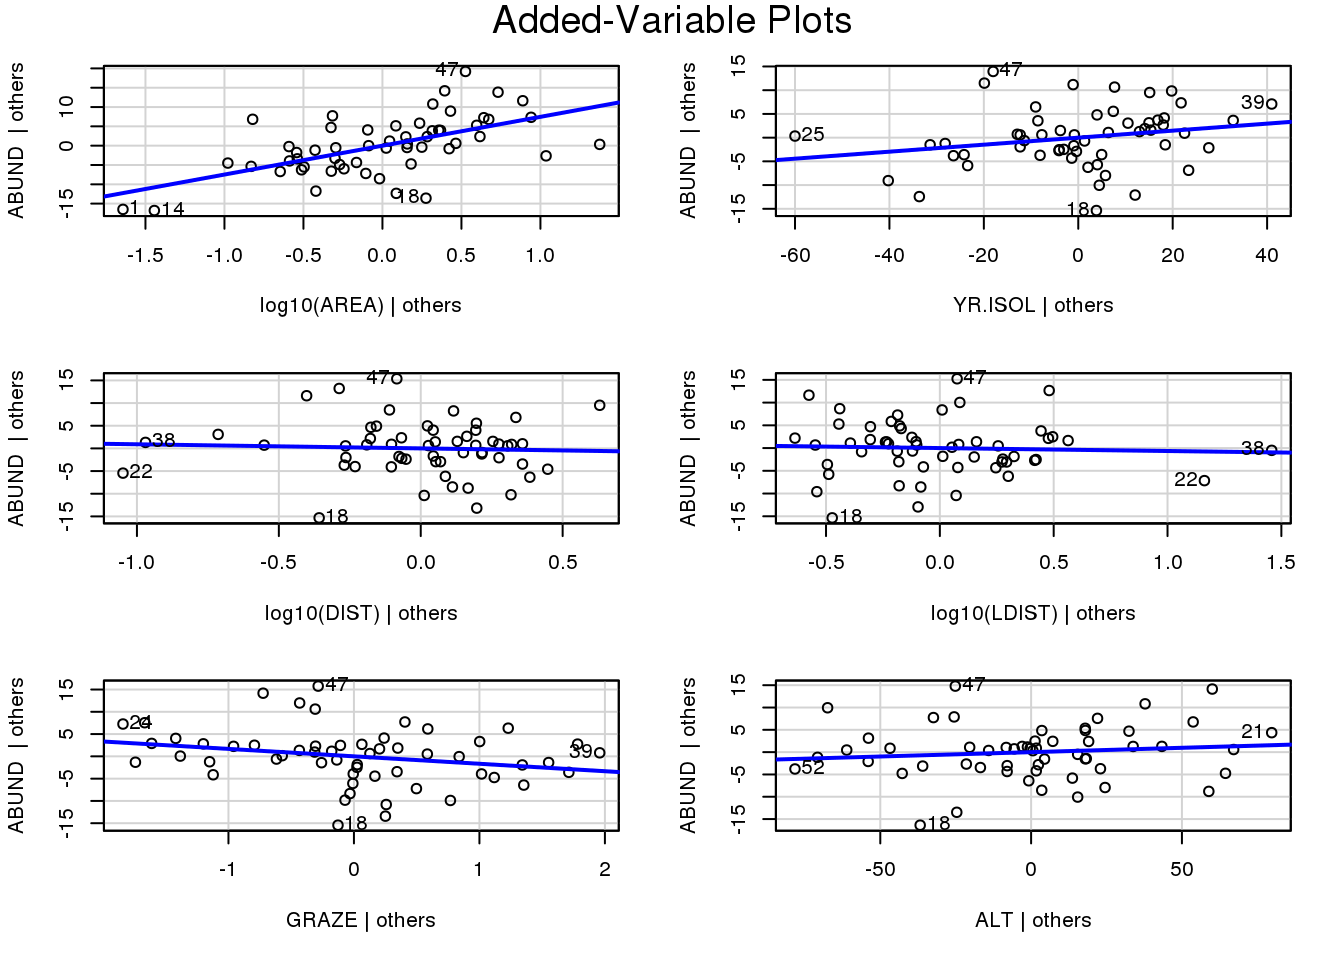 Added-Variable Plots
ABUND | others
-15 0 10
47
1 14
18
-1.5 -1.0 -0.5 0.0 0.5 1.0
log10(AREA) | others
ABUND | others
-15 -5 5 15
47
39
25
18
-60 -40 -20 0 20 40
YR.ISOL | others
ABUND | others
-15 -5 5 15
47
38
22
18
-1.0 -0.5 0.0 0.5
log10(DIST) | others
ABUND | others
-15 -5 5 15
47
38
22
18
-0.5 0.0 0.5 1.0 1.5
log10(LDIST) | others
ABUND | others
-15 -5 5 15
47
24
39
18
-1 0 1 2
GRAZE | others
ABUND | others
-15 -5 5 15
47
21
52
18
-50 0 50
ALT | others